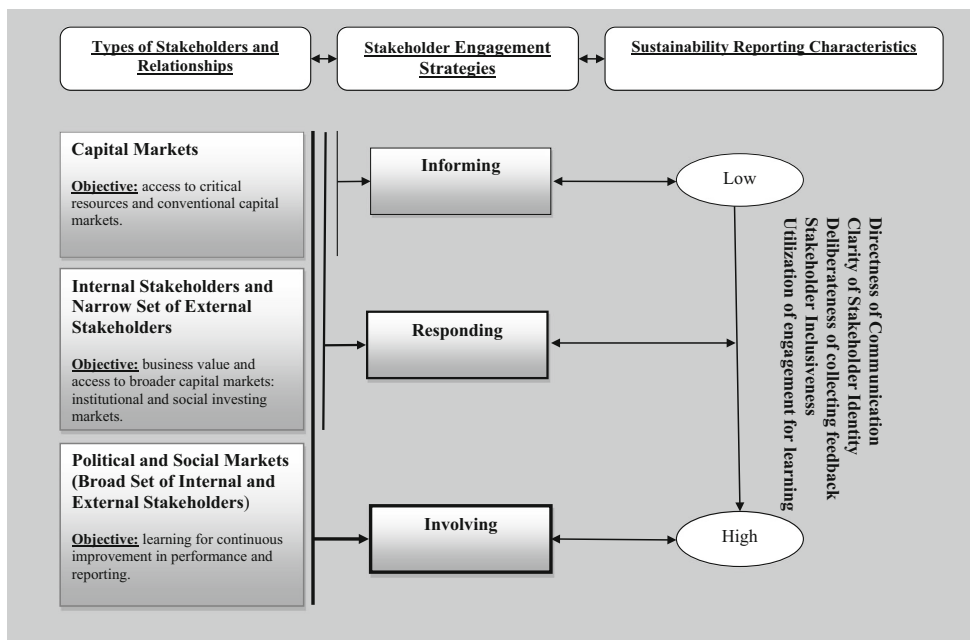 Types of Stakeholders and
Relationships
Stakeholder Engagement
Strategies
Sustainability Reporting Characteristics
Capital Markets
Objective: access to critical
resources and conventional capital
markets.
Informing
Low
Internal Stakeholders and
Narrow Set of External
Stakeholders
Objective: business value and
access to broader capital markets:
institutional and social investing
markets.
Responding
Directness of Communication
Clarity of Stakeholder Identity
Deliberateness of collecting feedback
Stakeholder Inclusiveness
Utilization of engagement for learning
Political and Social Markets
(Broad Set of Internal and
External Stakeholders)
Objective: learning for continuous
improvement in performance and
reporting.
Involving
High